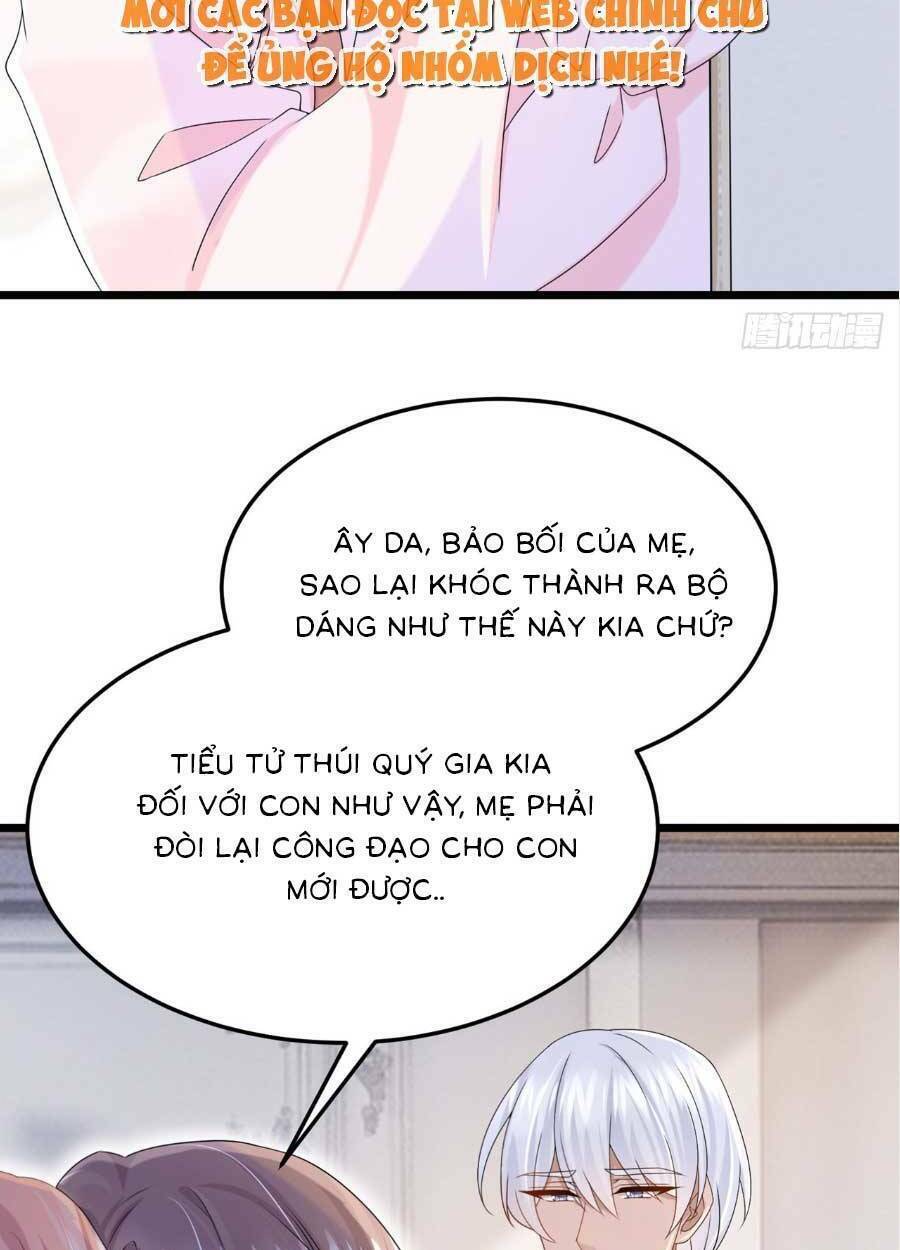 MỜI CÁC BẠN ĐỌC TẠI WEB CHÍNH CHỦ
ĐỂ ỦNG HỘ NHÓM DỊCH NHÉ!
腾讯动漫
ÂY DA, BẢO BỐI CỦA MẸ,
SAO LẠI KHÓC THÀNH RA BỘ
DÁNG NHƯ THẾ NÀY KIA CHỨ?
TIỂU TỬ THÚI QUÝ GIA KIA
ĐỐI VỚI CON NHƯ VẬY, MẸ PHẢI
ĐÒI LẠI CÔNG ĐẠO CHO CON
MỚI ĐƯỢC..